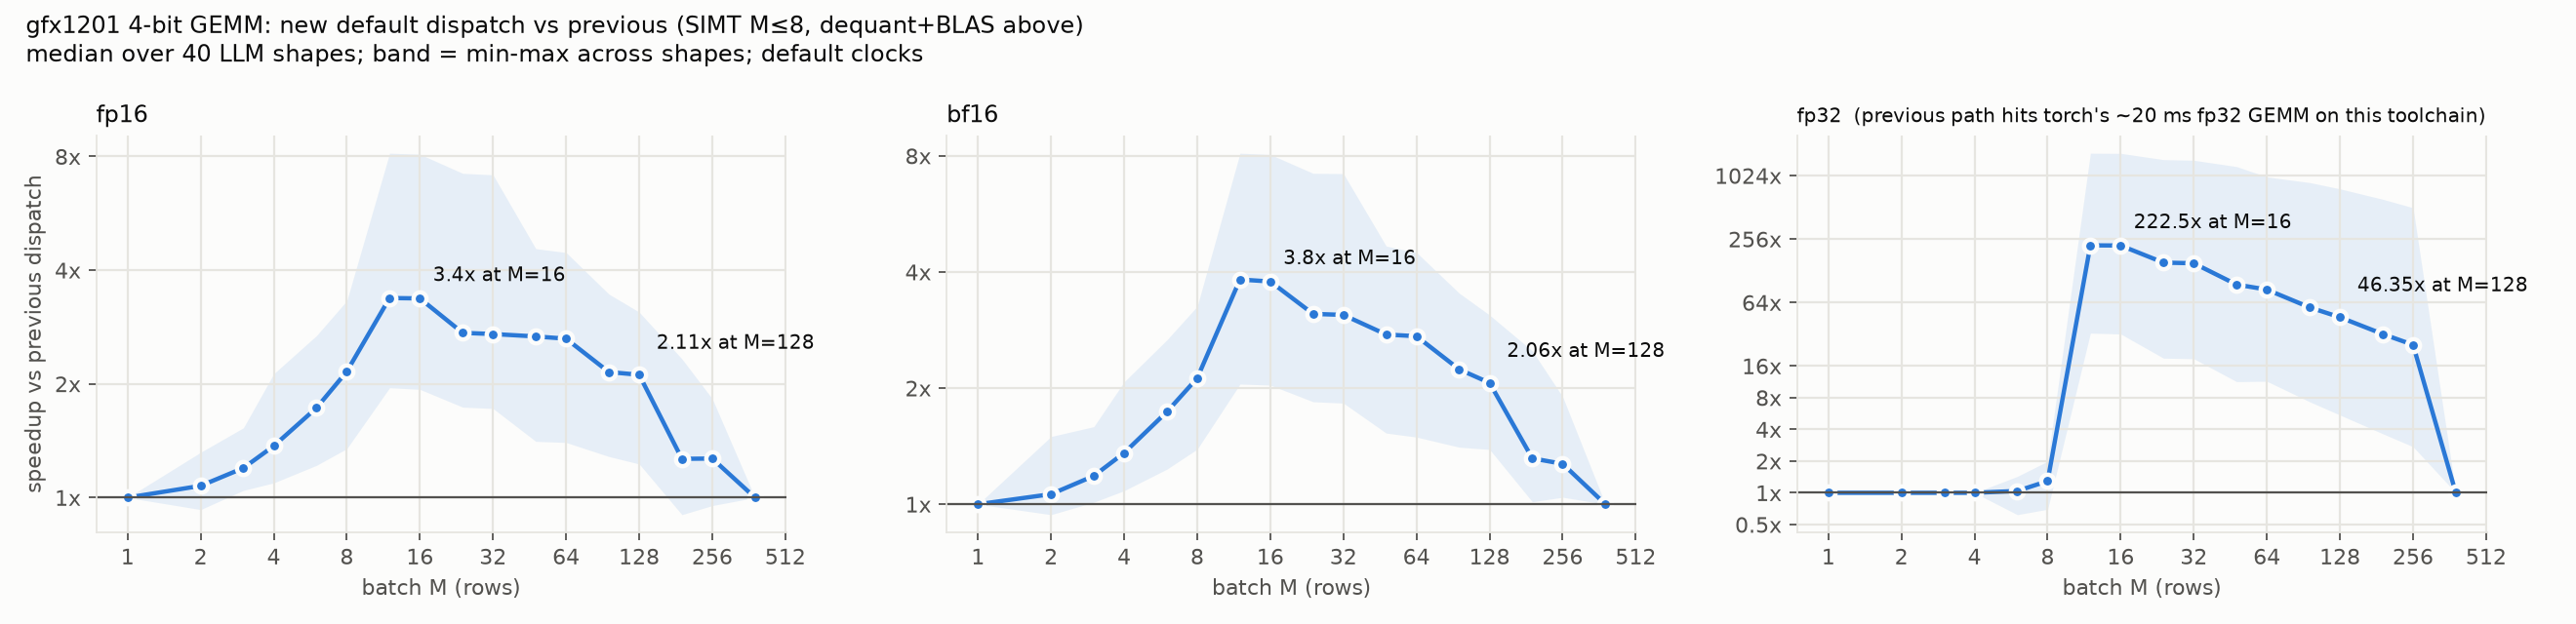 gfx1201 4-bit GEMM: new default dispatch vs previous (SIMT M≤8, dequant+BLAS above)
median over 40 LLM shapes; band = min-max across shapes; default clocks
fp16
speedup vs previous dispatch
8x
4x
2x
1x
3.4x at M=16
2.11x at M=128
1 2 4 8 16 32 64 128 256 512
batch M (rows)
bf16
8x
4x
2x
1x
3.8x at M=16
2.06x at M=128
1 2 4 8 16 32 64 128 256 512
batch M (rows)
fp32 (previous path hits torch's ~20 ms fp32 GEMM on this toolchain)
1024x
256x
64x
16x
8x
4x
2x
1x
0.5x
222.5x at M=16
46.35x at M=128
1 2 4 8 16 32 64 128 256 512
batch M (rows)